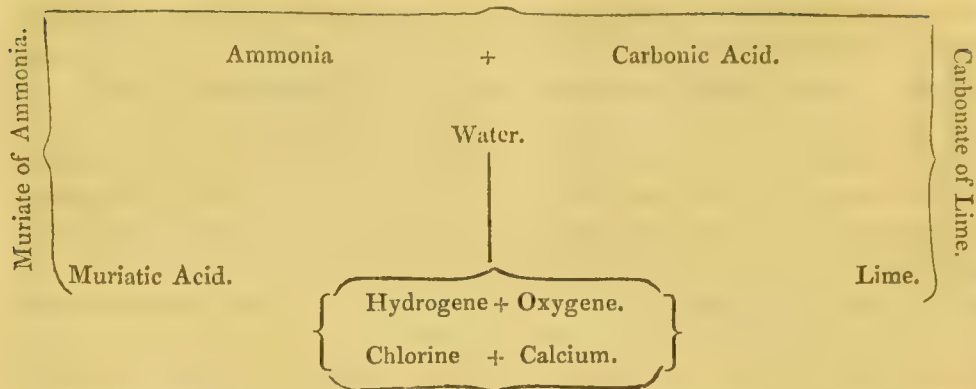 Muriate of Ammonia.
Ammonia + Carbonic Acid.
Water.
Muriatic Acid.
Lime.
Hydrogene + Oxygene.
Chlorine + Calcium.
Carbonate of Lime.